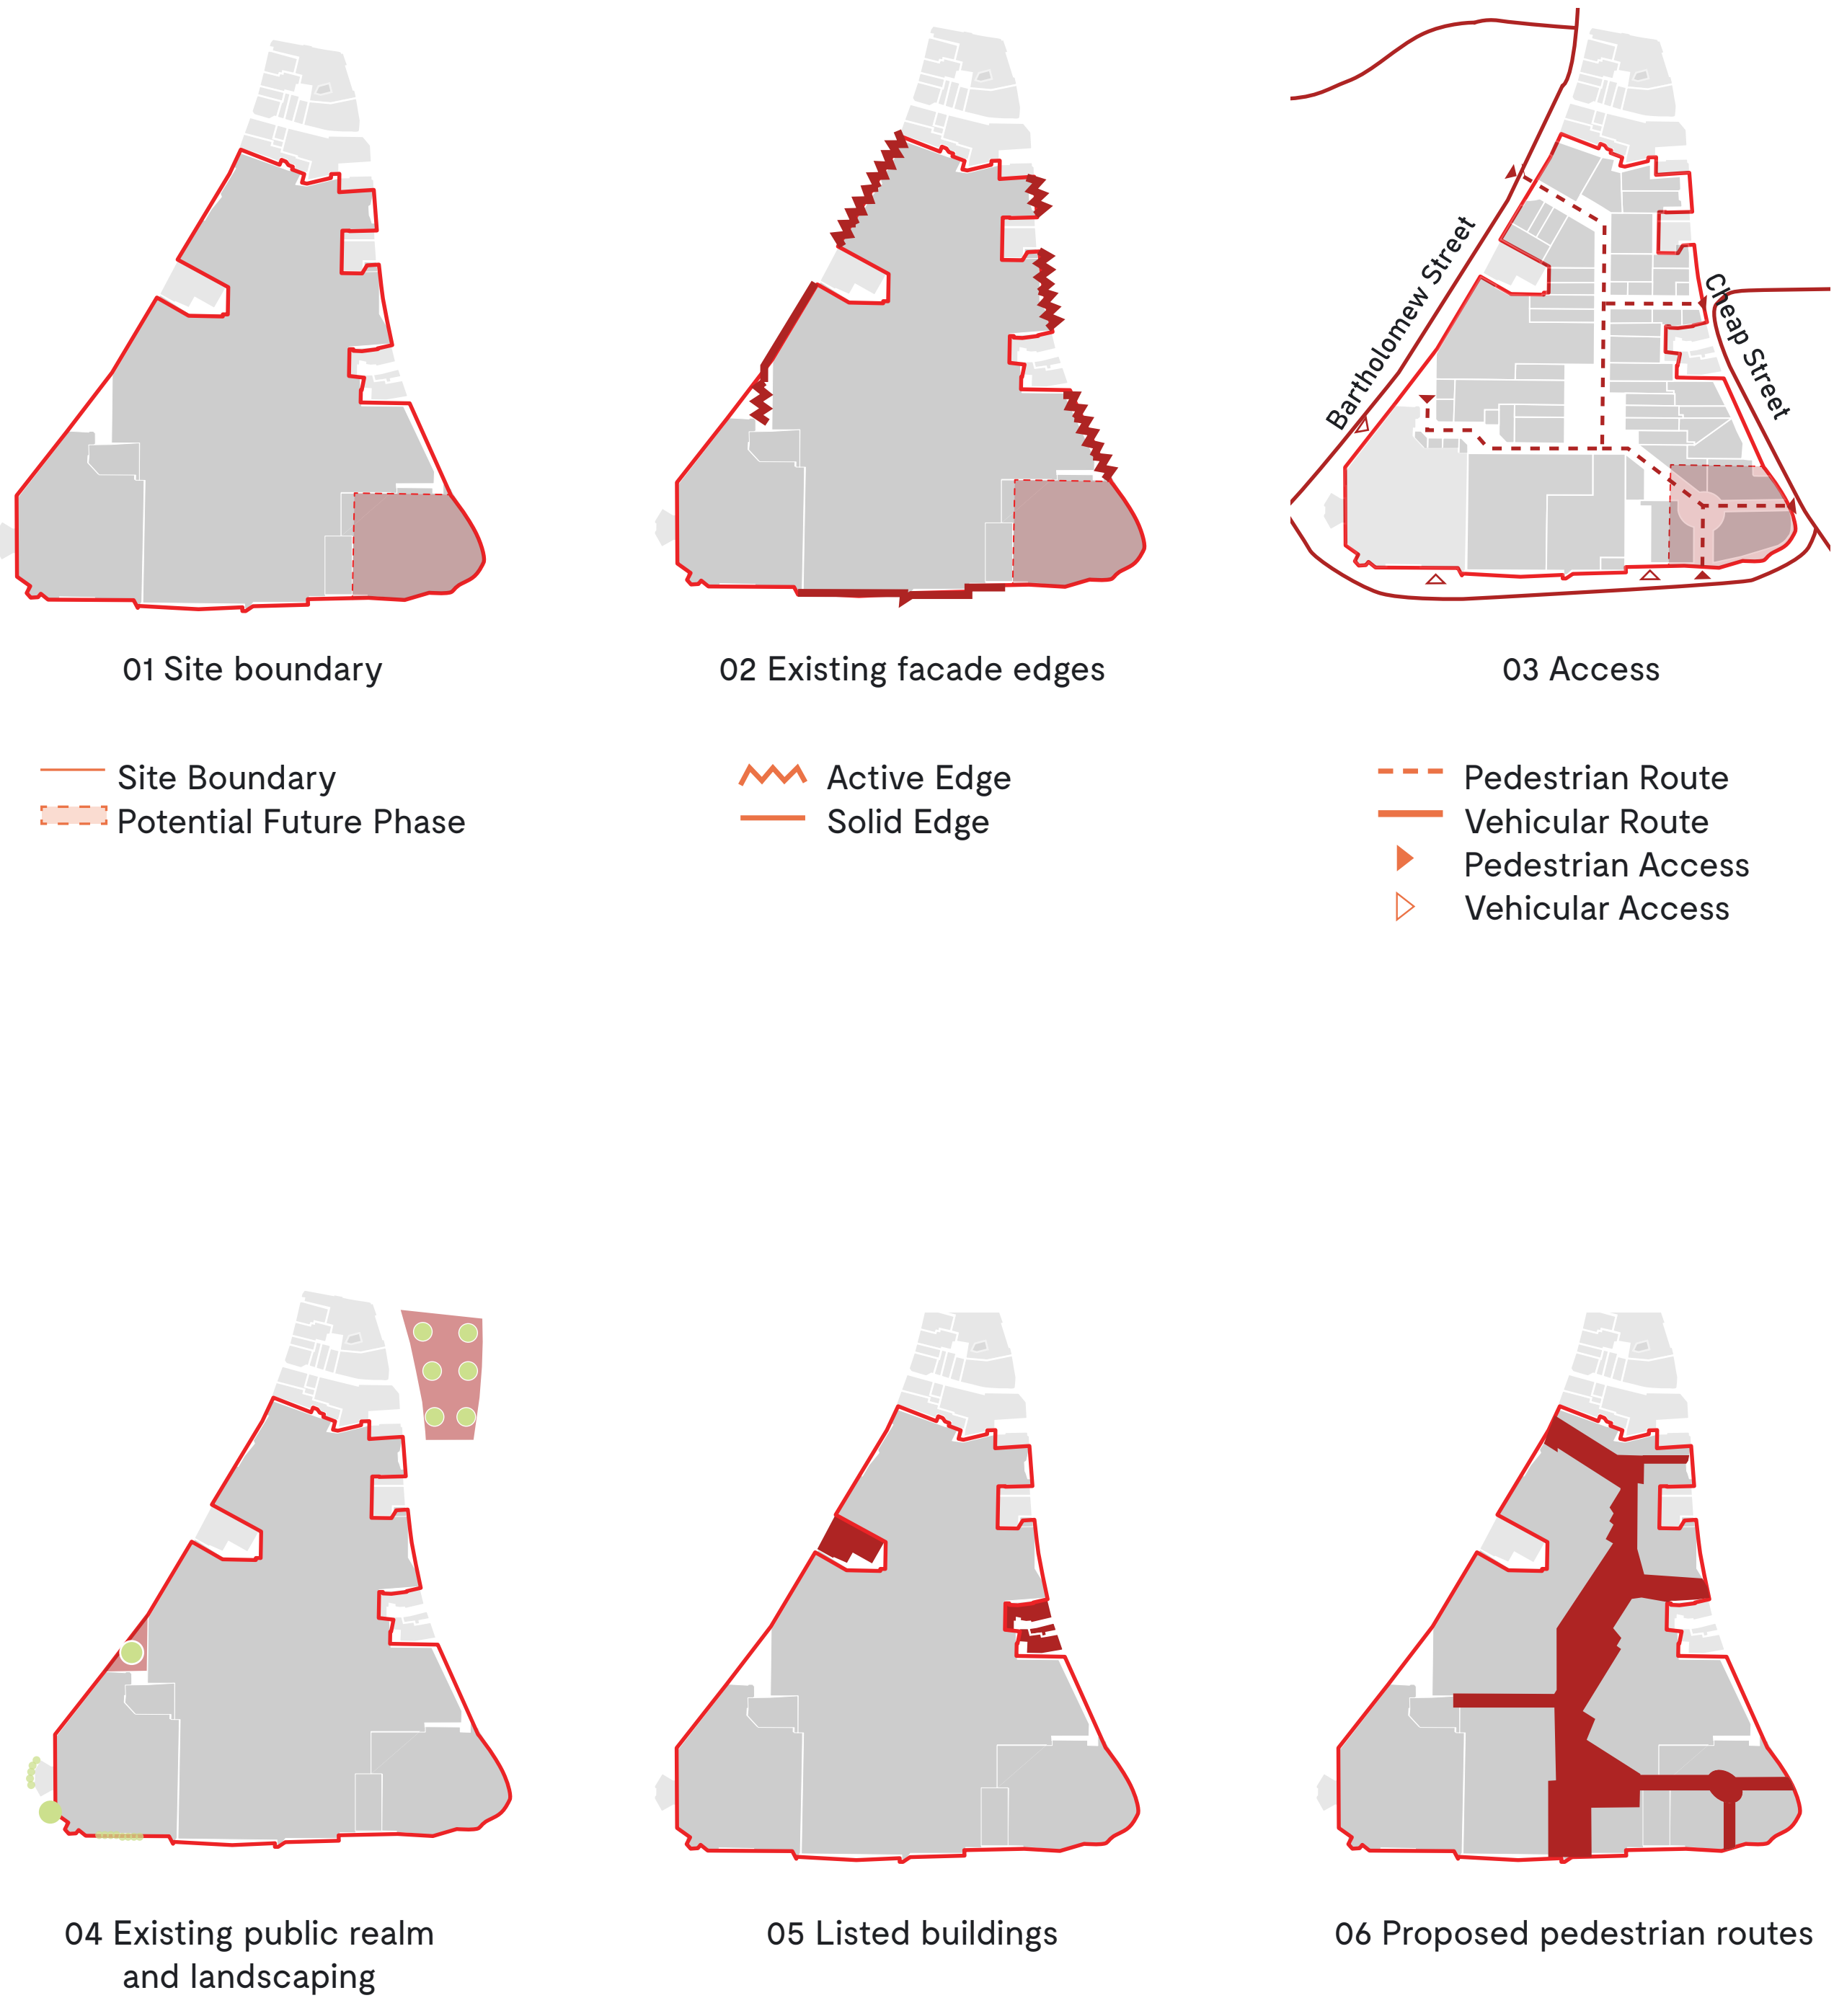 Bartholomew Street
Cheap Street
01 Site boundary
02 Existing facade edges
03 Access
Site Boundary
Potential Future Phase
Active Edge
Solid Edge
Pedestrian Route
Vehicular Route
Pedestrian Access
Vehicular Access
04 Existing public realm
and landscaping
05 Listed buildings
06 Proposed pedestrian routes